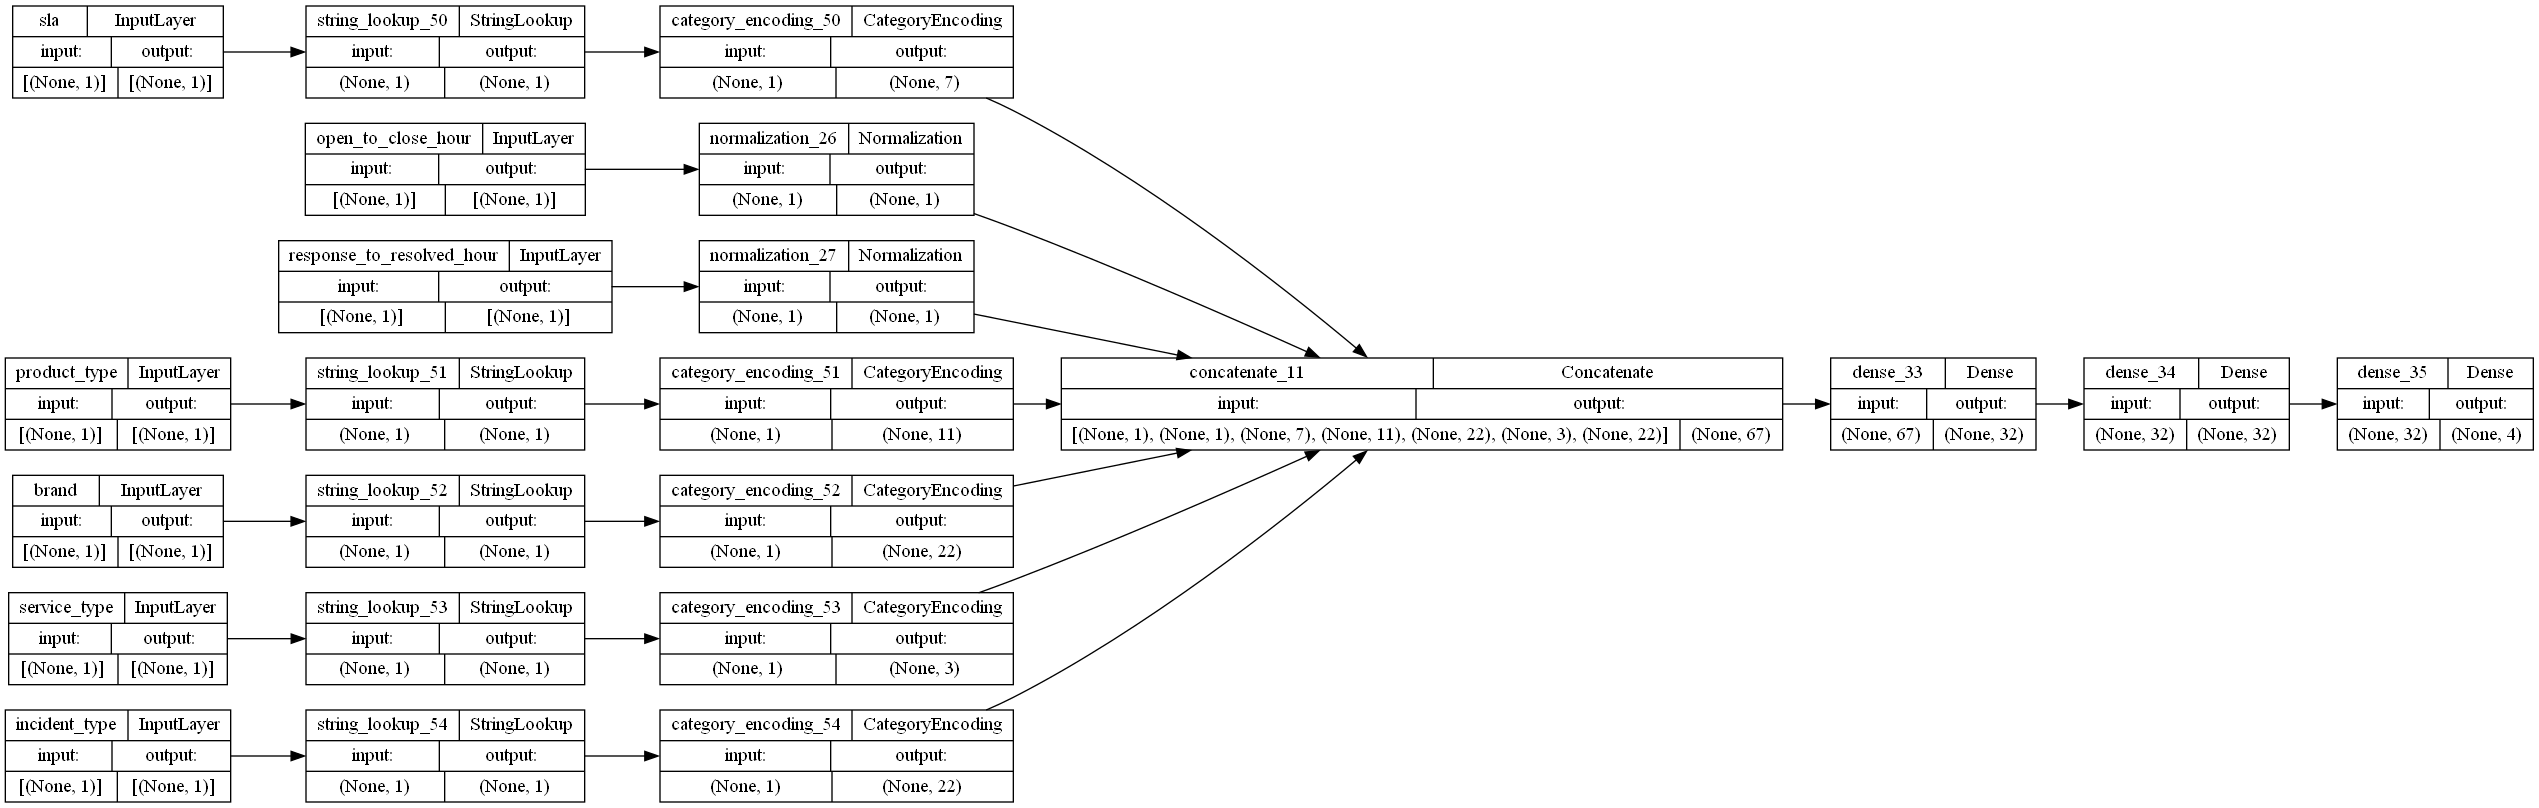 sla InputLayer
input: output:
[(None, 1)] [(None, 1)]
string_lookup_50 StringLookup
input: output:
(None, 1) (None, 1)
category_encoding_50 CategoryEncoding
input: output:
(None, 1) (None, 7)
open_to_close_hour InputLayer
input: output:
[(None, 1)] [(None, 1)]
normalization_26 Normalization
input: output:
(None, 1) (None, 1)
response_to_resolved_hour InputLayer
input: output:
[(None, 1)] [(None, 1)]
normalization_27 Normalization
input: output:
(None, 1) (None, 1)
product_type InputLayer
input: output:
[(None, 1)] [(None, 1)]
string_lookup_51 StringLookup
input: output:
(None, 1) (None, 1)
category_encoding_51 CategoryEncoding
input: output:
(None, 1) (None, 11)
concatenate_11 Concatenate
input: output:
[(None, 1), (None, 1), (None, 7), (None, 11), (None, 22), (None, 3), (None, 22)] (None, 67)
dense_33 Dense
input: output:
(None, 67) (None, 32)
dense_34 Dense
input: output:
(None, 32) (None, 32)
dense_35 Dense
input: output:
(None, 32) (None, 4)
brand InputLayer
input: output:
[(None, 1)] [(None, 1)]
string_lookup_52 StringLookup
input: output:
(None, 1) (None, 1)
category_encoding_52 CategoryEncoding
input: output:
(None, 1) (None, 22)
service_type InputLayer
input: output:
[(None, 1)] [(None, 1)]
string_lookup_53 StringLookup
input: output:
(None, 1) (None, 1)
category_encoding_53 CategoryEncoding
input: output:
(None, 1) (None, 3)
incident_type InputLayer
input: output:
[(None, 1)] [(None, 1)]
string_lookup_54 StringLookup
input: output:
(None, 1) (None, 1)
category_encoding_54 CategoryEncoding
input: output:
(None, 1) (None, 22)